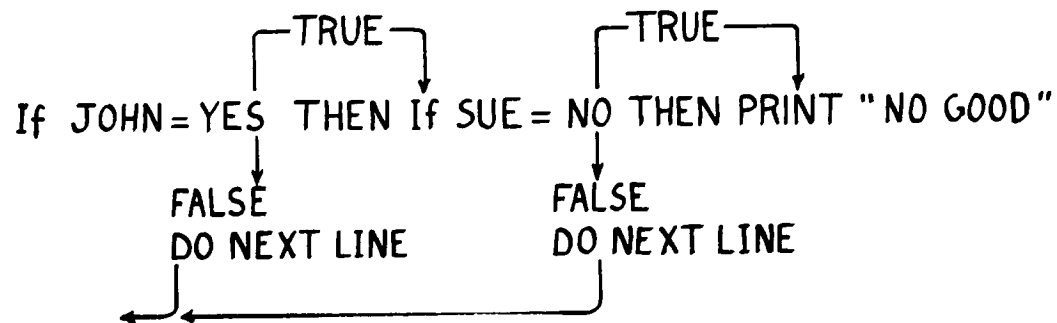 TRUE TRUE
If JOHN=YES THEN If SUE=NO THEN PRINT "NO GOOD"
FALSE FALSE
DO NEXT LINE DO NEXT LINE